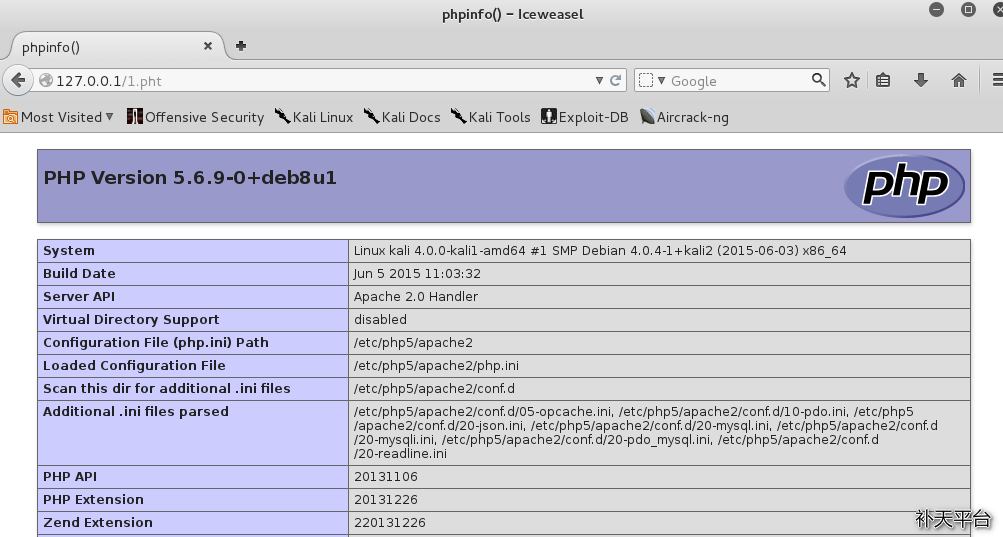 phpinfo() - Iceweasel
phpinfo()
127.0.0.1/1.pht
Google
Most Visited Offensive Security Kali Linux Kali Docs Kali Tools Exploit-DB Aircrack-ng
PHP Version 5.6.9-0+deb8u1
php
System Linux kali 4.0.0-kali1-amd64 #1 SMP Debian 4.0.4-1+kali2 (2015-06-03) x86_64
Build Date Jun 5 2015 11:03:32
Server API Apache 2.0 Handler
Virtual Directory Support disabled
Configuration File (php.ini) Path /etc/php5/apache2
Loaded Configuration File /etc/php5/apache2/php.ini
Scan this dir for additional .ini files /etc/php5/apache2/conf.d
Additional .ini files parsed /etc/php5/apache2/conf.d/05-opcache.ini, /etc/php5/apache2/conf.d/10-pdo.ini, /etc/php5
/apache2/conf.d/20-json.ini, /etc/php5/apache2/conf.d/20-mysql.ini, /etc/php5/apache2/conf.d
/20-mysqli.ini, /etc/php5/apache2/conf.d/20-pdo_mysql.ini, /etc/php5/apache2/conf.d
/20-readline.ini
PHP API 20131106
PHP Extension 20131226
Zend Extension 220131226
补天平台